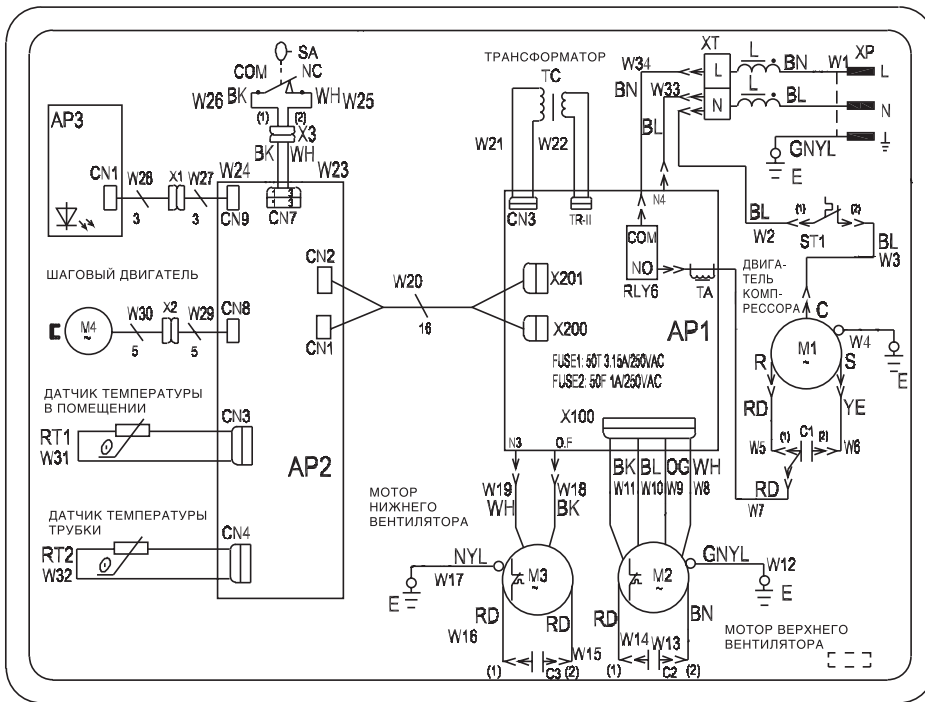 SA
COM
NC
W26
BK
WH
W25
(1)
(2)
X3
BK
WH
W24
W23
AP3
CN1
W28
X1
W27
3
3
CN9
CN7
1
3
1
3
ТРАНСФОРМАТОР
TC
W21
W22
CN3
TR-II
W34
BN
W33
BL
XT
L
N
L
BN
W1
XP
L
L
BL
N
GNYL
E
N4
COM
NO
RLY6
TA
BL
W2
(1)
(2)
ST1
BL
W3
ДВИГА-
ТЕЛЬ
КОМП-
РЕССОРА
C
M1
~
R
S
W4
E
RD
YE
W5
(1)
C1
(2)
W6
RD
W7
ШАГОВЫЙ ДВИГАТЕЛЬ
M4
~
W30
X2
W29
5
5
CN8
CN2
CN1
W20
16
X201
X200
AP1
FUSE1: 50T 3.15A/250VAC
FUSE2: 50F 1A/250VAC
X100
N3
O.F
ДАТЧИК ТЕМПЕРАТУРЫ
В ПОМЕЩЕНИИ
RT1
W31
CN3
AP2
ДАТЧИК ТЕМПЕРАТУРЫ
ТРУБКИ
RT2
W32
CN4
МОТОР
НИЖНЕГО
ВЕНТИЛЯТОРА
W19
WH
W18
BK
BK
BL
OG
WH
W11
W10
W9
W8
NYL
W17
E
M3
~
RD
RD
W16
W15
(1)
C3
(2)
M2
~
GNYL
W12
E
RD
BN
W14
W13
(1)
C2
(2)
МОТОР ВЕРХНЕГО
ВЕНТИЛЯТОРА